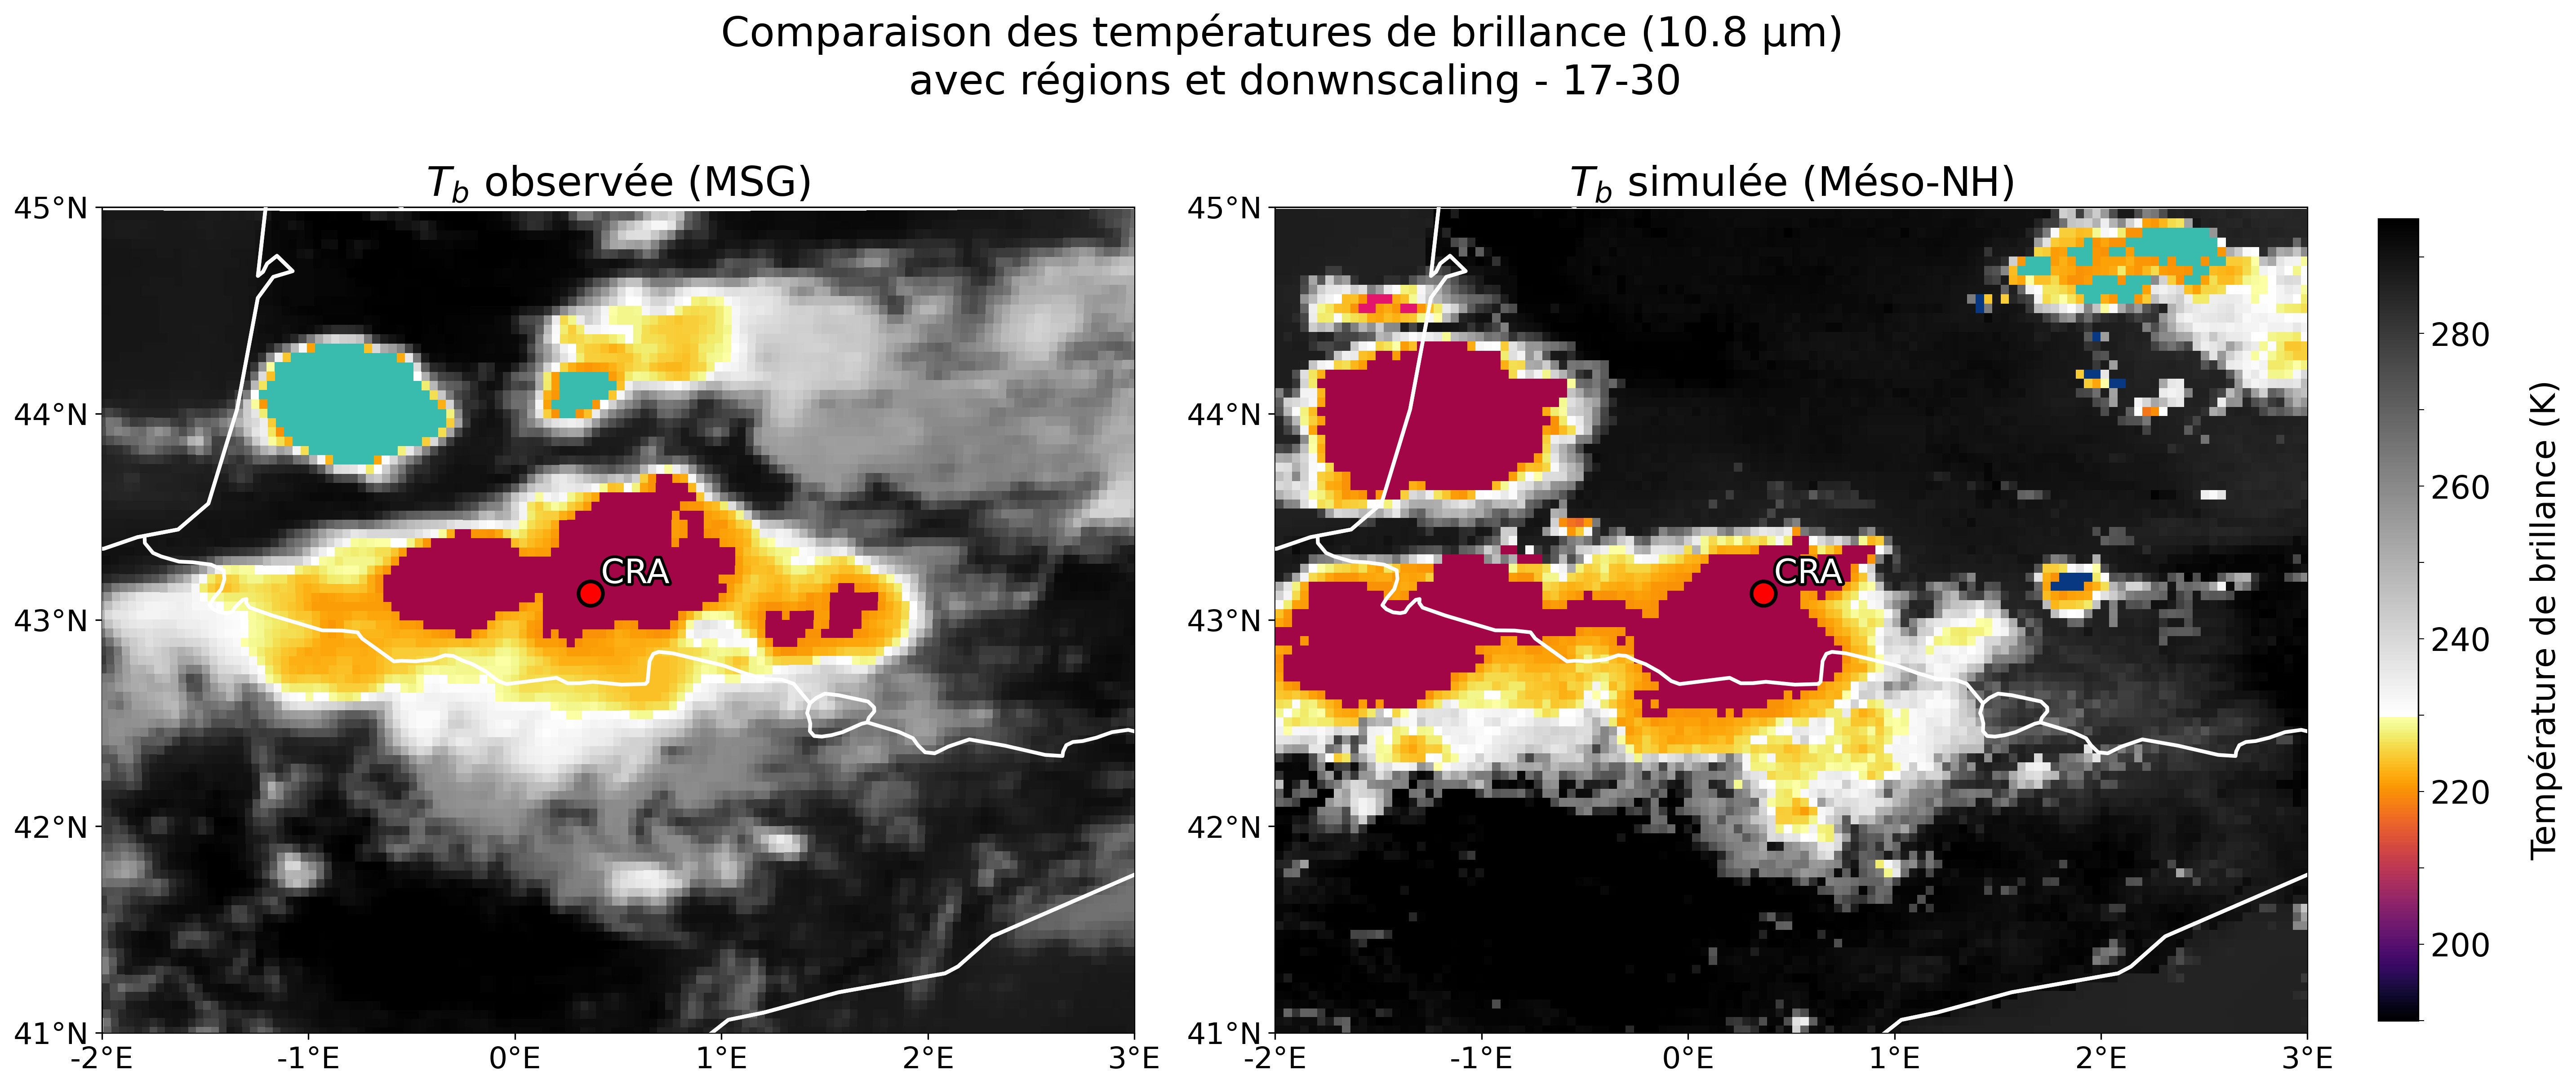 Comparaison des températures de brillance (10.8 µm)
avec régions et donwnscaling - 17-30
T_b observée (MSG)
T_b simulée (Méso-NH)
45°N
44°N
43°N
42°N
41°N
-2°E
-1°E
0°E
1°E
2°E
3°E
CRA
45°N
44°N
43°N
42°N
41°N
-2°E
-1°E
0°E
1°E
2°E
3°E
CRA
280
260
240
220
200
Température de brillance (K)